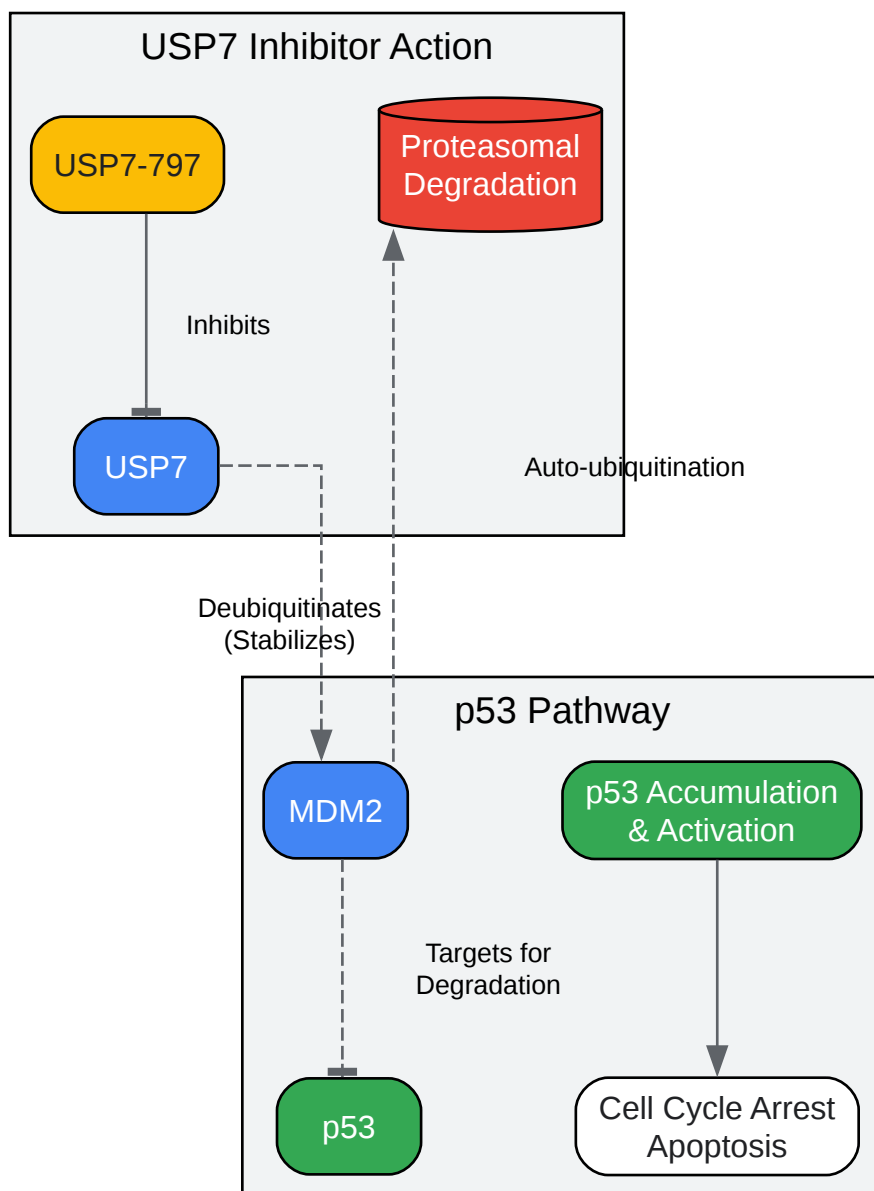 USP7 Inhibitor Action
USP7-797
Proteasomal
Degradation
Inhibits
USP7
Auto-ubiquitination
Deubiquitinates
(Stabilizes)
p53 Pathway
MDM2
p53 Accumulation
& Activation
Targets for
Degradation
p53
Cell Cycle Arrest
Apoptosis